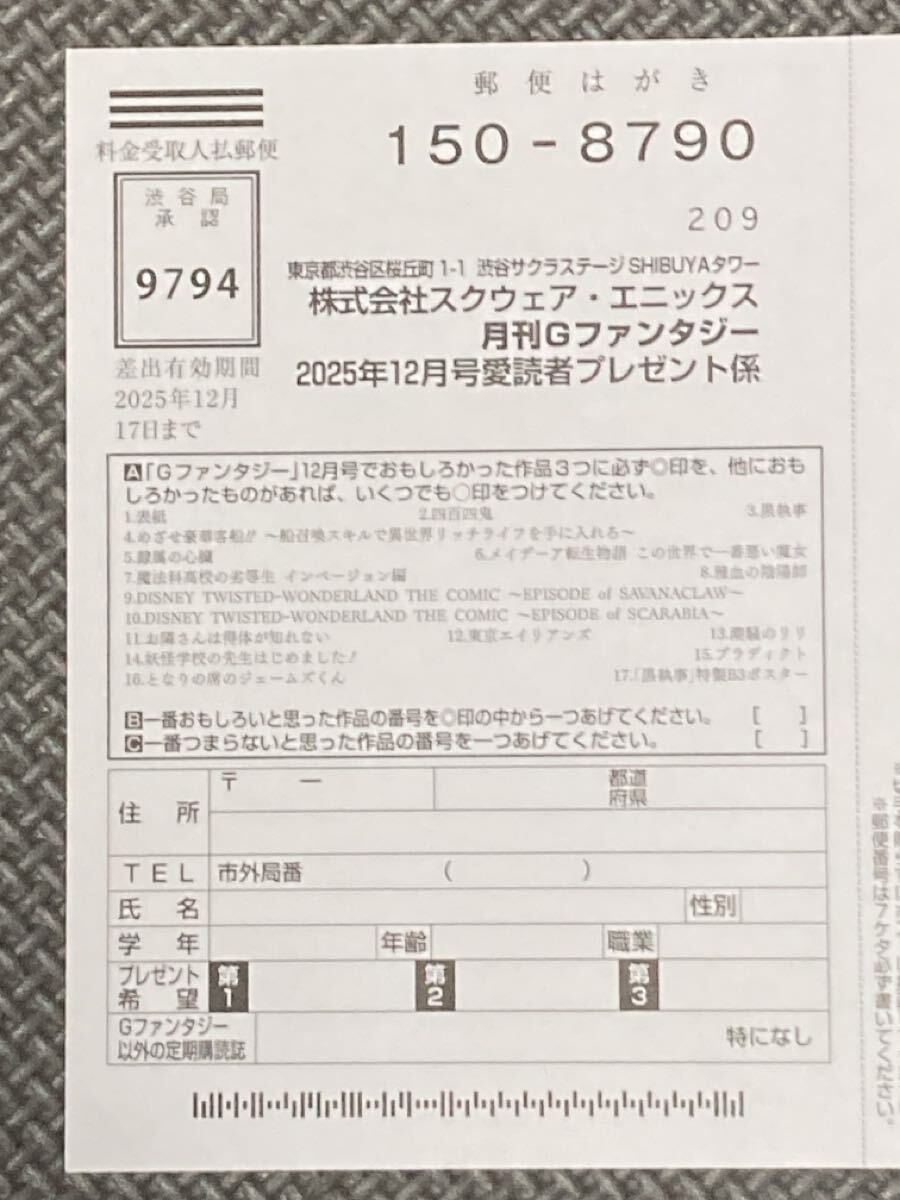 郵便はがき
150-8790
209
料金受取人払郵便
渋谷局
承認
9794
差出有効期間
2025年12月
17日まで
東京都渋谷区桜丘町1-1 渋谷サクラステージSHIBUYAタワー
株式会社スクウェア・エニックス
月刊Gファンタジー
2025年12月号愛読者プレゼント係
A「Gファンタジー」12月号でおもしろかった作品3つに必ず◎印を、他におも
しろかったものがあれば、いくつでも○印をつけてください。
1.表紙 2.四百四鬼 3.黒執事
4.めざせ豪華客船!! ～船召喚スキルで異世界リッチライフを手に入れろ～
5.隷属の心臓 6.メイデーア転生物語 この世界で一番悪い魔女
7.魔法科高校の劣等生 インベージョン編 8.雅血の陰陽師
9.DISNEY TWISTED-WONDERLAND THE COMIC ～EPISODE of SAVANACLAW～
10.DISNEY TWISTED-WONDERLAND THE COMIC ～EPISODE of SCARABIA～
11.お隣さんは得体が知れない 12.東京エイリアンズ 13.潮騒のリリ
14.妖怪学校の先生はじめました! 15.プラディクト
16.となりの席のジェームズくん 17.「黒執事」特製B3ポスター
B一番おもしろいと思った作品の番号を◎印の中から一つあげてください。 [ ]
C一番つまらないと思った作品の番号を一つあげてください。 [ ]
住所 〒 ー 都道府県
TEL 市外局番 ( )
氏名 性別
学年 年齢 職業
プレゼント希望 第1 第2 第3
Gファンタジー
以外の定期購読誌 特になし
※郵便番号は7ケタ必ず書いてください。